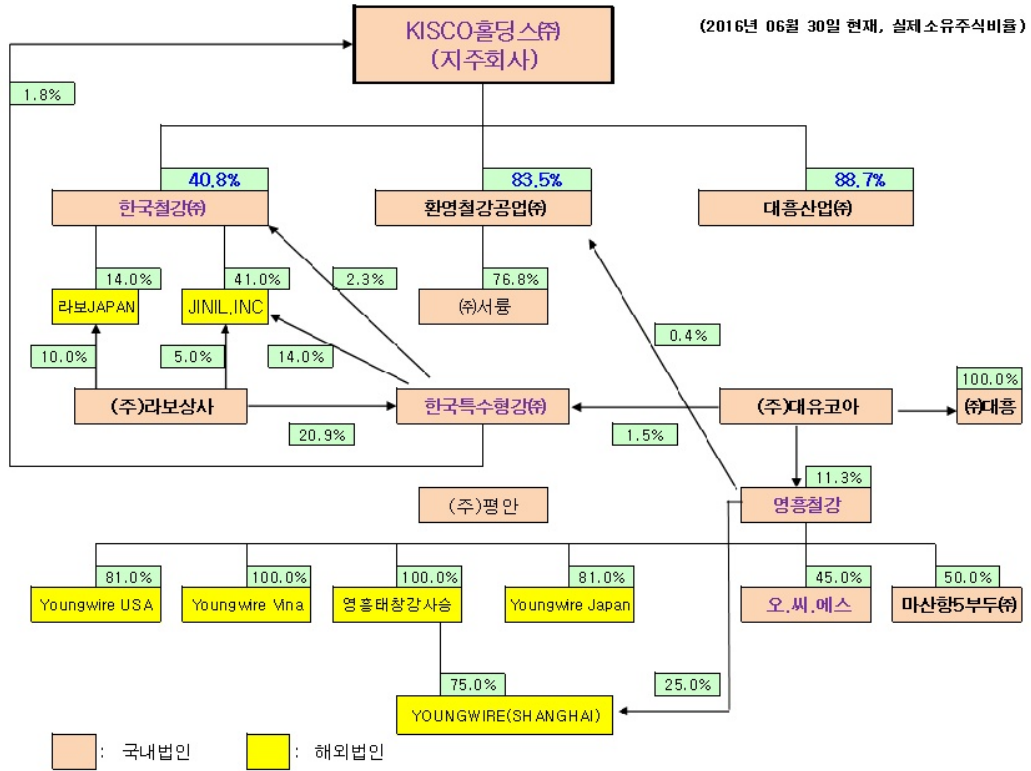 KISCO홀딩스㈜
(지주회사)
(2016년 06월 30일 현재, 실제소유주식비율)
1.8%
40.8%
83.5%
88.7%
한국철강㈜
환영철강공업㈜
대흥산업㈜
14.0%
41.0%
2.3%
76.8%
라보JAPAN
JINIL,INC
㈜서륭
0.4%
10.0%
5.0%
14.0%
100.0%
(주)라보상사
한국특수형강㈜
(주)대유코아
㈜대흥
20.9%
1.5%
11.3%
(주)평안
영흥철강
81.0%
100.0%
100.0%
81.0%
45.0%
50.0%
Youngwire USA
Youngwire Vina
영흥태창강사승
Youngwire Japan
오.씨.에스
마산항5부두㈜
75.0%
25.0%
YOUNGWIRE(SHANGHAI)
: 국내법인
: 해외법인